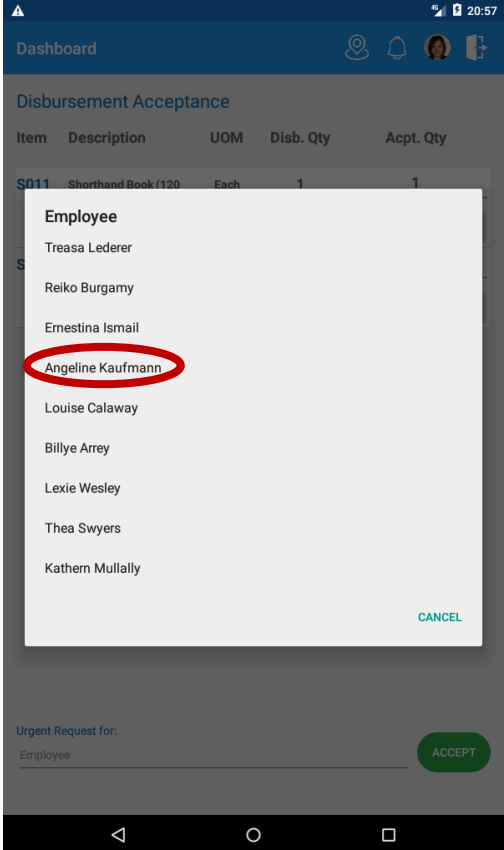 4G 20:57
Dashboard
Disbursement Acceptance
Item Description UOM Disb. Qty Acpt. Qty
S011 Shorthand Book (120 Each 1 1
Employee
Treasa Lederer
S
Reiko Burgamy
Ernestina Ismail
Angeline Kaufmann
Louise Calaway
Billye Arrey
Lexie Wesley
Thea Swyers
Kathern Mullally
CANCEL
Urgent Request for:
Employee
ACCEPT